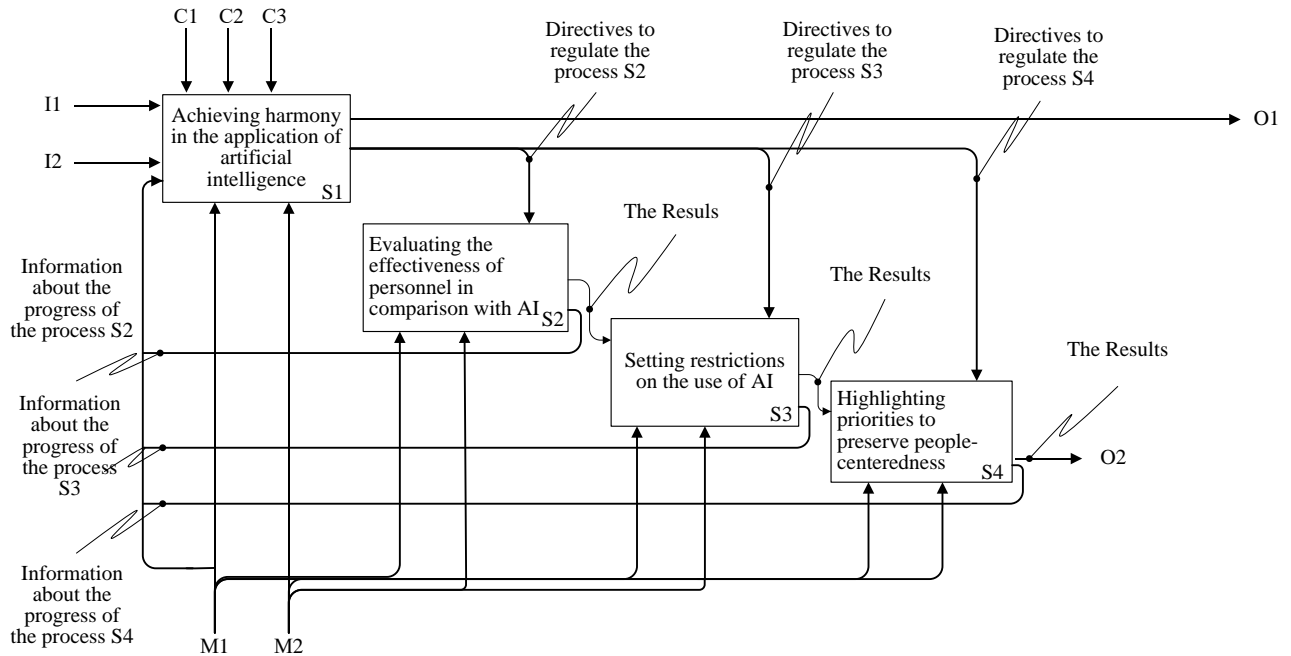 C1
C2
C3
Directives to
regulate the
process S2
Directives to
regulate the
process S3
Directives to
regulate the
process S4
I1
I2
Achieving harmony
in the application of
artificial
intelligence
S1
O1
The Resuls
Evaluating the
effectiveness of
personnel in
comparison with AI
S2
Information
about the
progress of
the process S2
The Results
Setting restrictions
on the use of AI
S3
The Results
Highlighting
priorities to
preserve people-
centeredness
S4
O2
Information
about the
progress of
the process
S3
Information
about the
progress of
the process S4
M1
M2